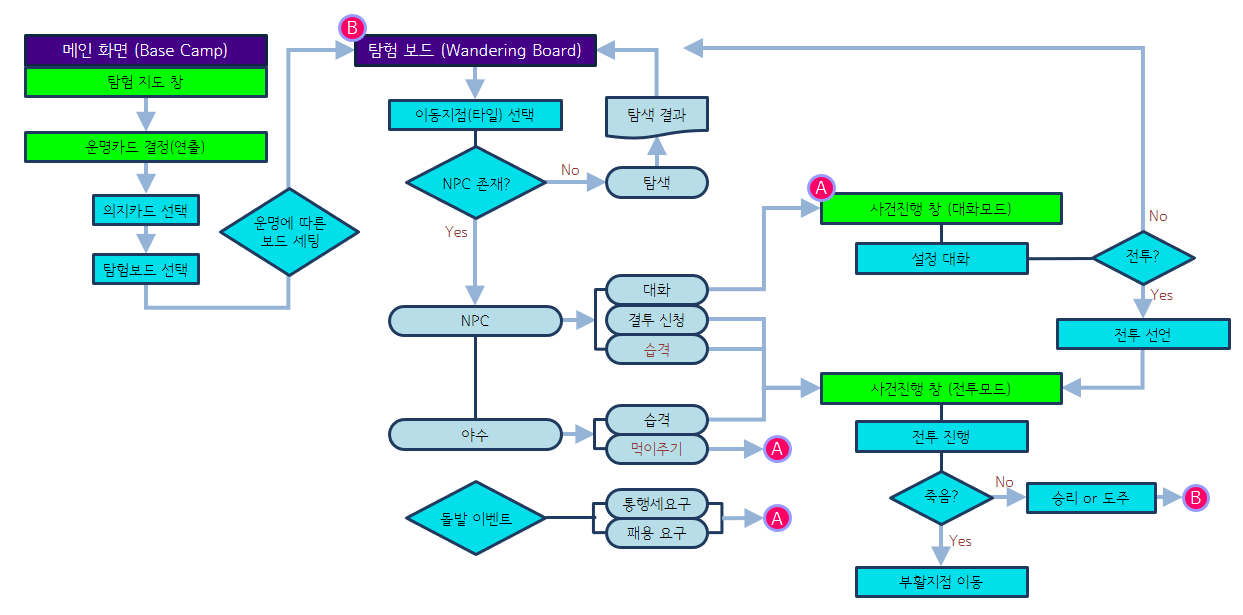 메인 화면 (Base Camp)
탐험 지도 창
운명카드 결정(연출)
의지카드 선택
탐험보드 선택
운명에 따른
보드 세팅
B
탐험 보드 (Wandering Board)
이동지점(타일) 선택
NPC 존재?
No
Yes
탐색
탐색 결과
NPC
대화
결투 신청
습격
야수
습격
먹이주기
A
돌발 이벤트
통행세요구
패용 요구
A
A
사건진행 창 (대화모드)
설정 대화
전투?
No
Yes
전투 선언
사건진행 창 (전투모드)
전투 진행
죽음?
No
승리 or 도주
B
Yes
부활지점 이동